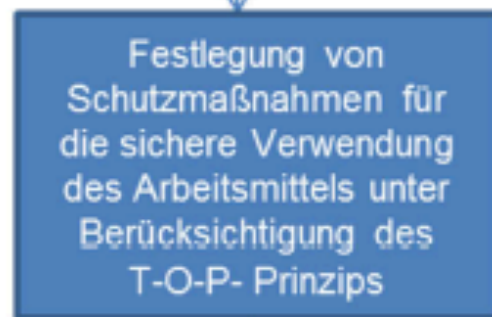 Festlegung von
Schutzmaßnahmen für
die sichere Verwendung
des Arbeitsmittels unter
Berücksichtigung des
T-O-P- Prinzips